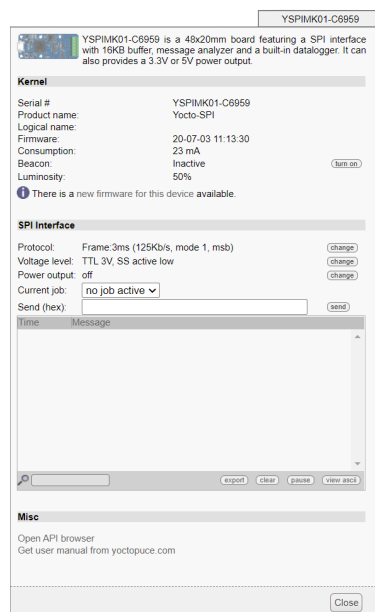 YSPIMK01-C6959
YSPIMK01-C6959 is a 48x20mm board featuring a SPI interface
with 16KB buffer, message analyzer and a built-in datalogger. It can
also provides a 3.3V or 5V power output.
Kernel
Serial # YSPIMK01-C6959
Product name: Yocto-SPI
Logical name:
Firmware: 20-07-03 11:13:30
Consumption: 23 mA
Beacon: Inactive turn on
Luminosity: 50%
There is a new firmware for this device available.
SPI Interface
Protocol: Frame:3ms (125Kb/s, mode 1, msb) change
Voltage level: TTL 3V, SS active low change
Power output: off change
Current job: no job active
Send (hex): send
Time Message
export clear pause view ascii
Misc
Open API browser
Get user manual from yoctopuce.com
Close